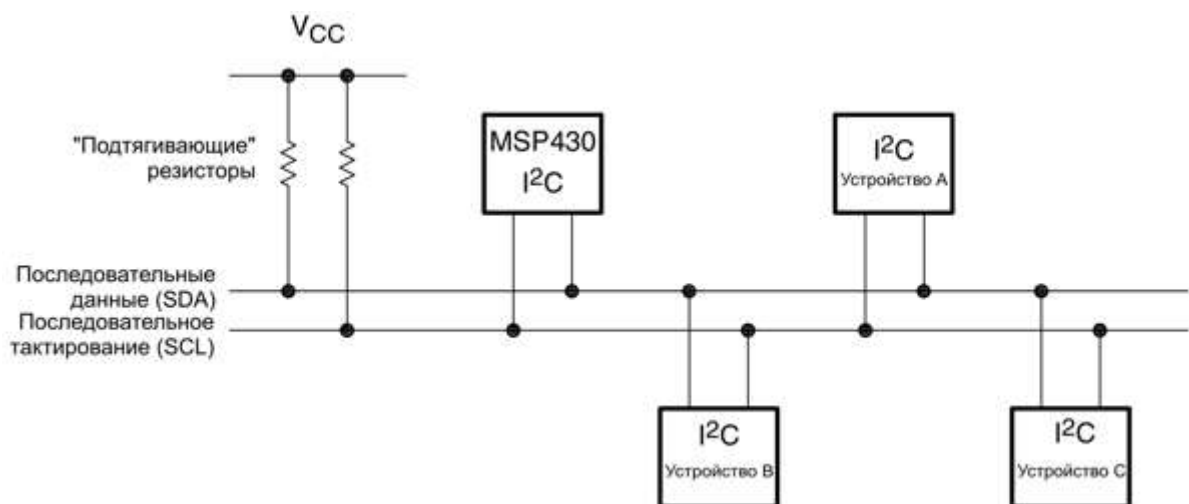 VCC
"Подтягивающие"
резисторы
MSP430
I²C
I²C
Устройство A
Последовательные
данные (SDA)
Последовательное
тактирование (SCL)
I²C
Устройство B
I²C
Устройство C